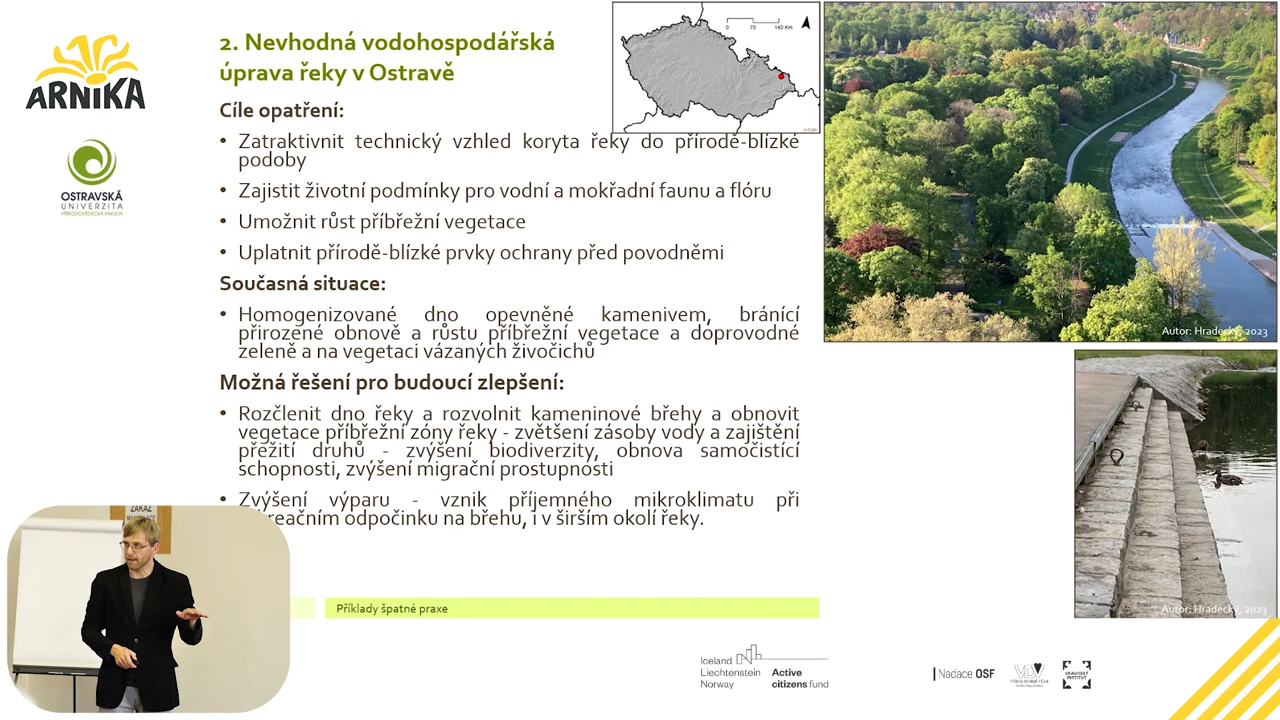 ARNIKA
OSTRAVSKÁ
UNIVERZITA
PŘÍRODOVĚDECKÁ FAKULTA
2. Nevhodná vodohospodářská
úprava řeky v Ostravě
0 70 140 Km
Cíle opatření:
• Zatraktivnit technický vzhled koryta řeky do přírodě-blízké
podoby
• Zajistit životní podmínky pro vodní a mokřadní faunu a flóru
• Umožnit růst příbřežní vegetace
• Uplatnit přírodě-blízké prvky ochrany před povodněmi
Současná situace:
• Homogenizované dno opevněné kamenivem, bránící
přirozené obnově a růstu příbřežní vegetace a doprovodné
zeleně a na vegetaci vázaných živočichů
Možná řešení pro budoucí zlepšení:
• Rozčlenit dno řeky a rozvolnit kameninové břehy a obnovit
vegetace příbřežní zóny řeky - zvětšení zásoby vody a zajištění
přežití druhů - zvýšení biodiverzity, obnova samočistící
schopnosti, zvýšení migrační prostupnosti
• Zvýšení výparu - vznik příjemného mikroklimatu při
reačním odpočinku na břehu, i v širším okolí řeky.
Autor: Hradecký, 2023
Autor: Hradecký, 2023
ZÁKAZ
Příklady špatné praxe
Iceland
Liechtenstein
Norway
Active
citizens fund
Nadace OSF
SKAUTSKÝ
INSTITUT